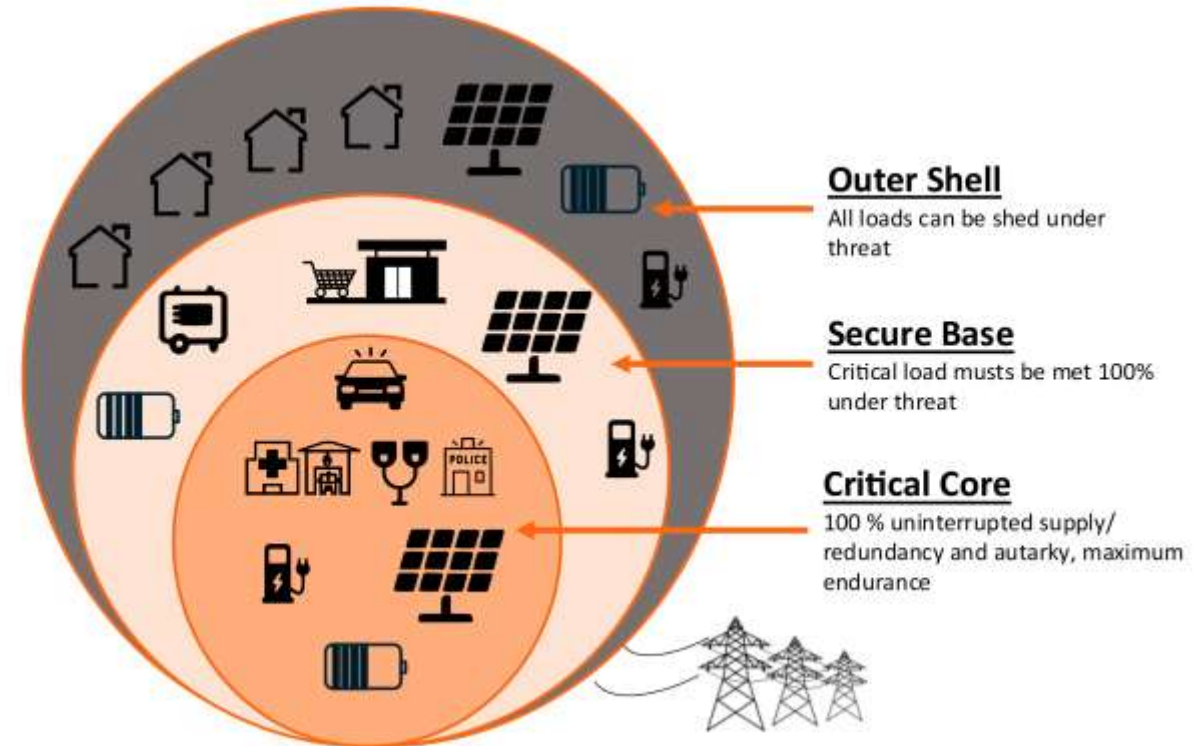 Outer Shell
All loads can be shed under
threat
Secure Base
Critical load musts be met 100%
under threat
POLICE
Critical Core
100 % uninterrupted supply/
redundancy and autarky, maximum
endurance